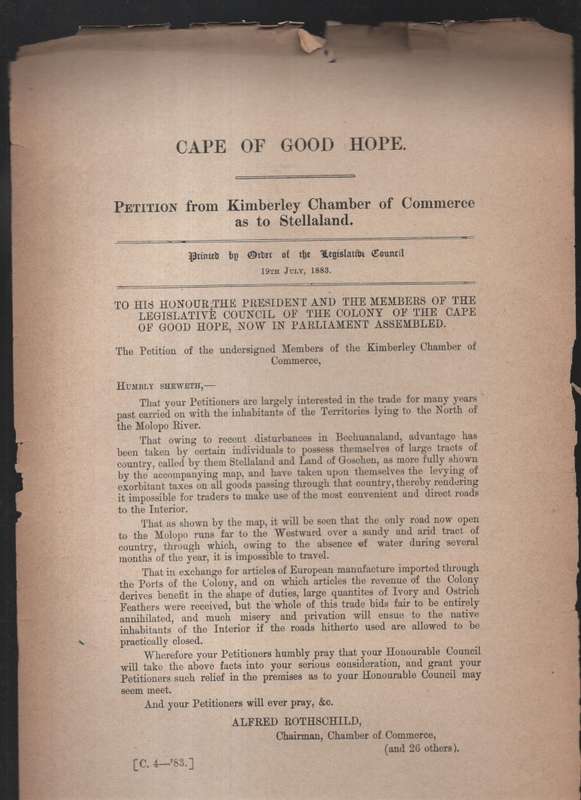 CAPE OF GOOD HOPE.
PETITION from Kimberley Chamber of Commerce
as to Stellaland.
Printed by Order of the Legislative Council
19TH JULY, 1883.
TO HIS HONOUR THE PRESIDENT AND THE MEMBERS OF THE
LEGISLATIVE COUNCIL OF THE COLONY OF THE CAPE
OF GOOD HOPE, NOW IN PARLIAMENT ASSEMBLED.
The Petition of the undersigned Members of the Kimberley Chamber of
Commerce,
HUMBLY SHEWETH,—
That your Petitioners are largely interested in the trade for many years
past carried on with the inhabitants of the Territories lying to the North of
the Molopo River.
That owing to recent disturbances in Bechuanaland, advantage has
been taken by certain individuals to possess themselves of large tracts of
country, called by them Stellaland and Land of Goschen, as more fully shown
by the accompanying map, and have taken upon themselves the levying of
exorbitant taxes on all goods passing through that country, thereby rendering
it impossible for traders to make use of the most convenient and direct roads
to the Interior.
That as shown by the map, it will be seen that the only road now open
to the Molopo runs far to the Westward over a sandy and arid tract of
country, through which, owing to the absence of water during several
months of the year, it is impossible to travel.
That in exchange for articles of European manufacture imported through
the Ports of the Colony, and on which articles the revenue of the Colony
derives benefit in the shape of duties, large quantites of Ivory and Ostrich
Feathers were received, but the whole of this trade bids fair to be entirely
annihilated, and much misery and privation will ensue to the native
inhabitants of the Interior if the roads hitherto used are allowed to be
practically closed.
Wherefore your Petitioners humbly pray that your Honourable Council
will take the above facts into your serious consideration, and grant your
Petitioners such relief in the premises as to your Honourable Council may
seem meet.
And your Petitioners will ever pray, &c.
ALFRED ROTHSCHILD,
Chairman, Chamber of Commerce,
(and 26 others).
[C. 4—'83.]